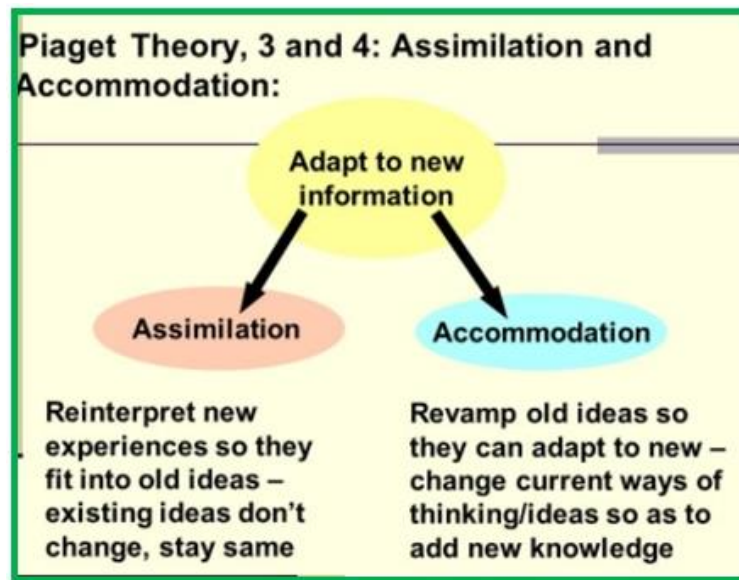 Piaget Theory, 3 and 4: Assimilation and
Accommodation:
Adapt to new
information
Assimilation
Accommodation
Reinterpret new
experiences so they
fit into old ideas –
existing ideas don't
change, stay same
Revamp old ideas so
they can adapt to new –
change current ways of
thinking/ideas so as to
add new knowledge